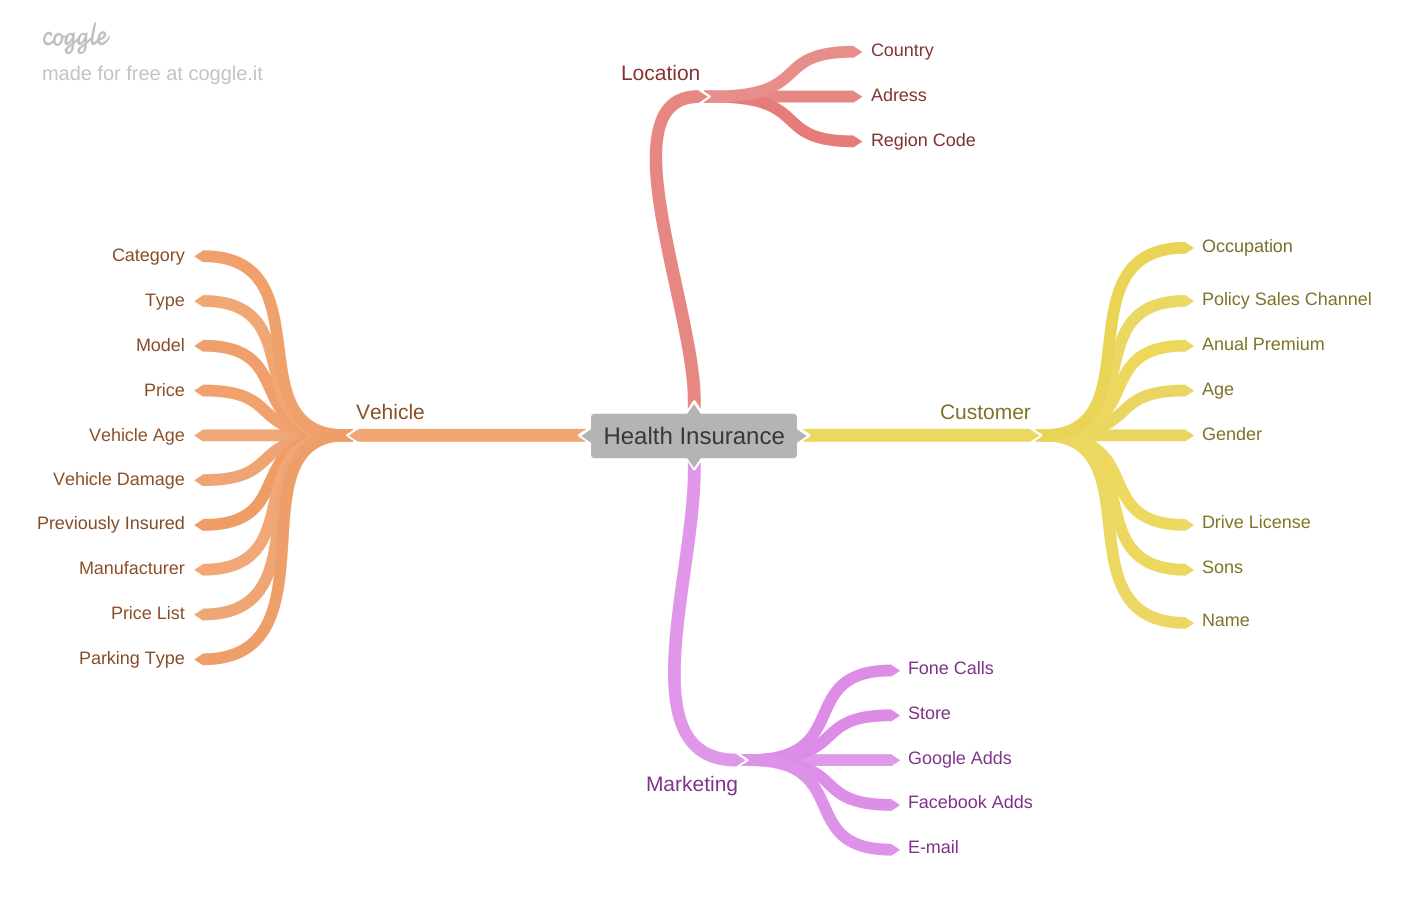 coggle
made for free at coggle.it
Location
Country
Adress
Region Code
Vehicle
Category
Type
Model
Price
Vehicle Age
Vehicle Damage
Previously Insured
Manufacturer
Price List
Parking Type
Health Insurance
Customer
Occupation
Policy Sales Channel
Anual Premium
Age
Gender
Drive License
Sons
Name
Marketing
Fone Calls
Store
Google Adds
Facebook Adds
E-mail